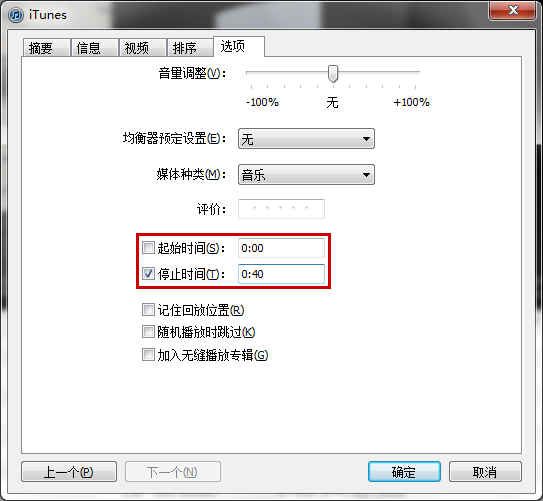 iTunes
摘要 信息 视频 排序 选项
音量调整(V):
-100% 无 +100%
均衡器预定设置(E): 无
媒体种类(M): 音乐
评价:
起始时间(S): 0:00
停止时间(T): 0:40
记住回放位置(R)
随机播放时跳过(K)
加入无缝播放专辑(G)
上一个(P) 下一个(N) 确定 取消